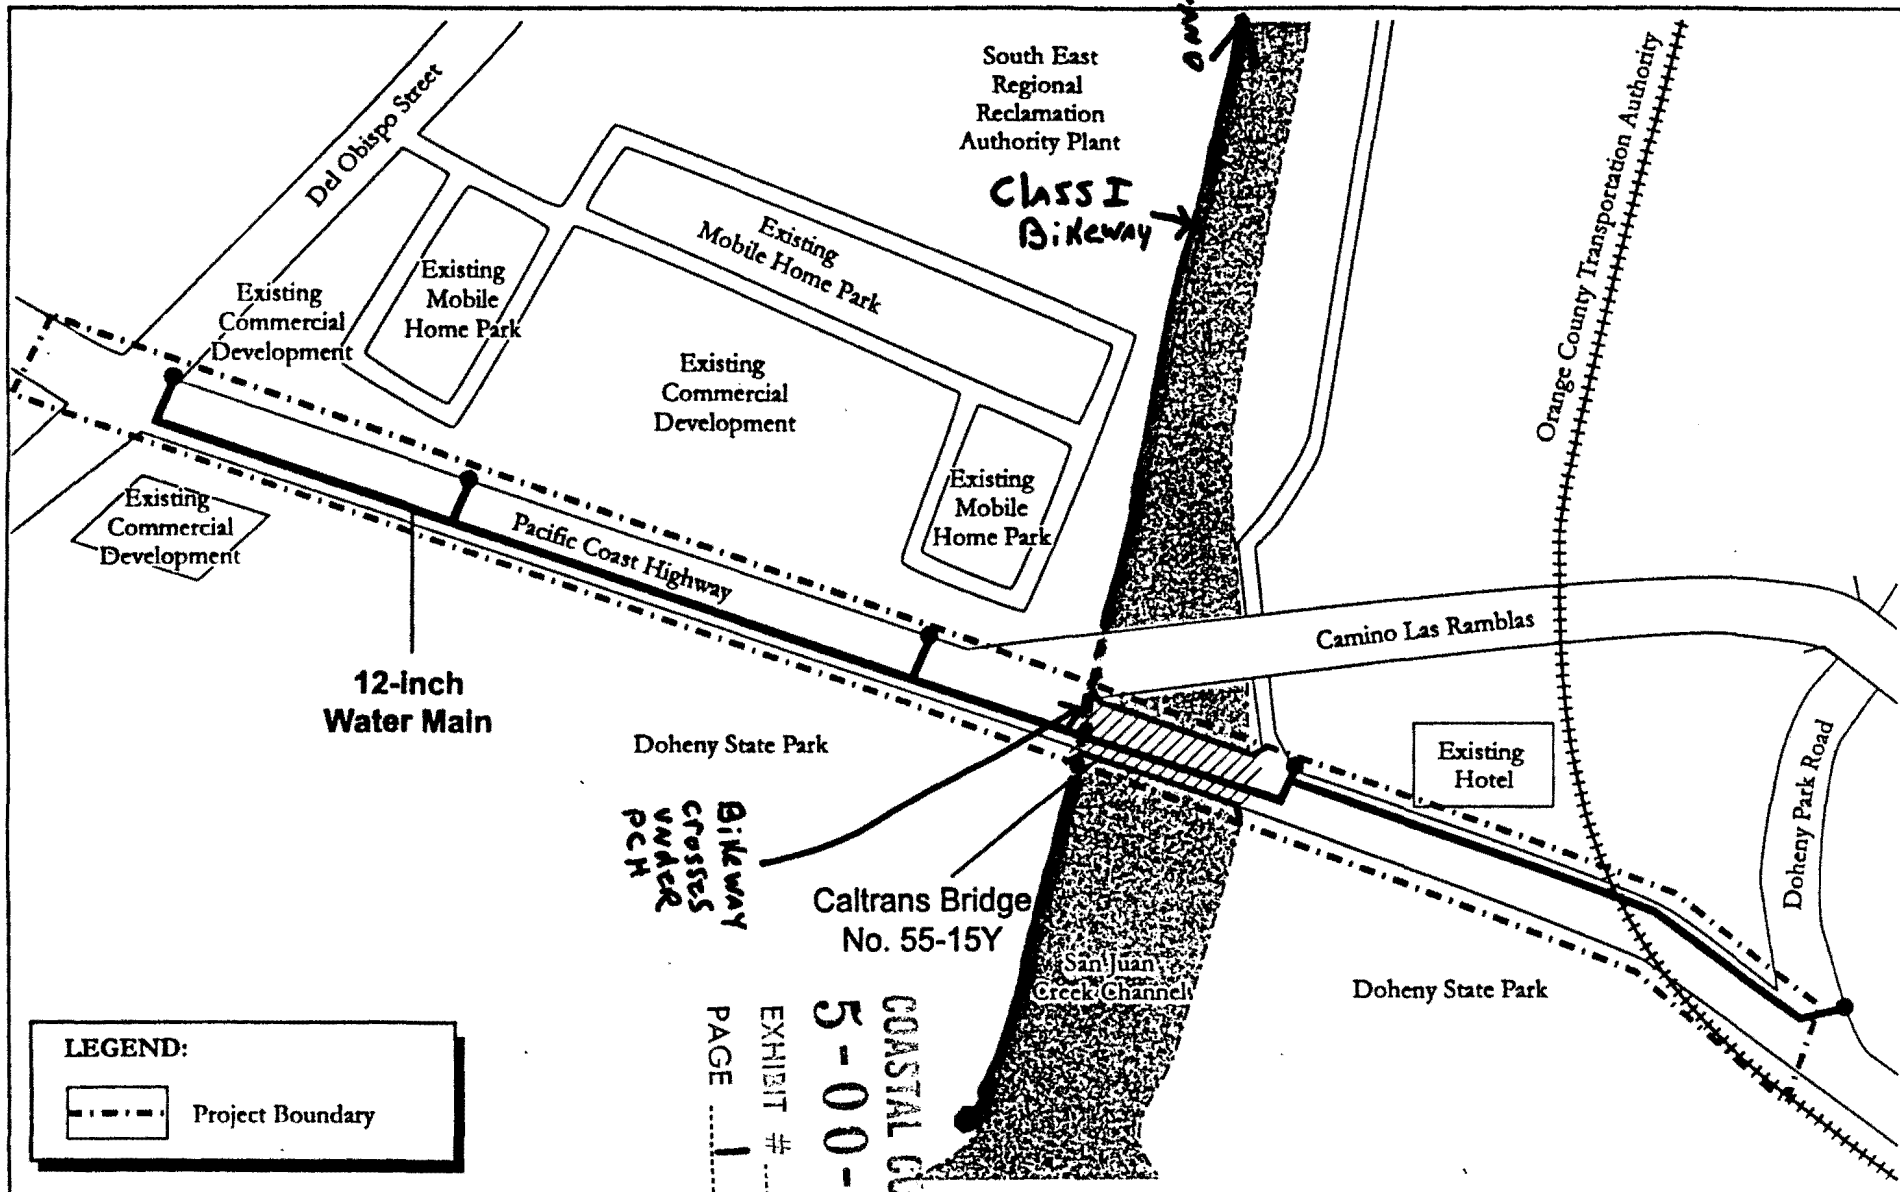 South East
Regional
Reclamation
Authority Plant
Class I
Bikeway
Orange County Transportation Authority
Del Obispo Street
Existing
Mobile Home Park
Existing
Mobile
Home Park
Existing
Commercial
Development
Existing
Commercial
Development
Existing
Mobile
Home Park
Existing
Commercial
Development
Pacific Coast Highway
Camino Las Ramblas
12-inch
Water Main
Doheny State Park
Existing
Hotel
Doheny Park Road
Bikeway
crosses
under
PCH
Caltrans Bridge
No. 55-15Y
San Juan
Creek Channel
Doheny State Park
COASTAL
5-00-
EXHIBIT #
PAGE 1
LEGEND:
Project Boundary